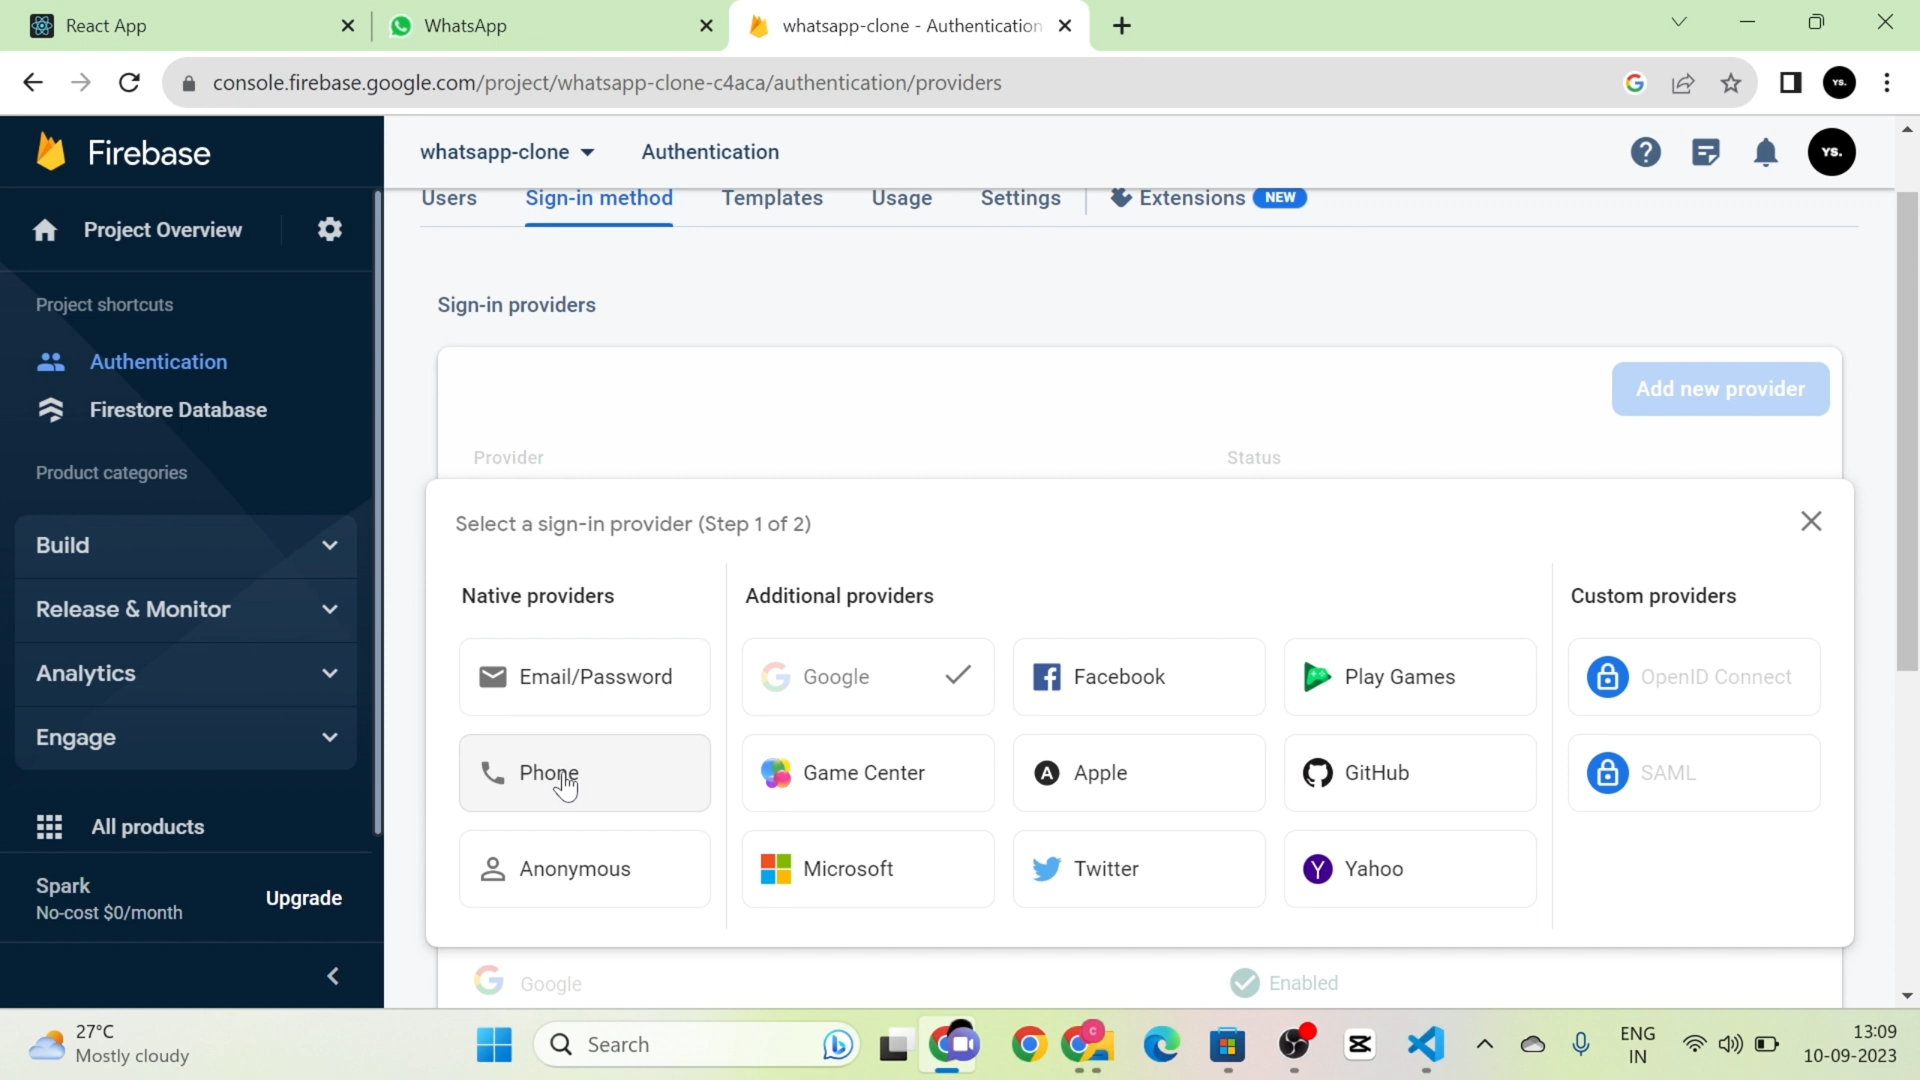 React App
WhatsApp
whatsapp-clone - Authentication
console.firebase.google.com/project/whatsapp-clone-c4aca/authentication/providers
YS.
Firebase
whatsapp-clone
Authentication
YS.
Users
Sign-in method
Templates
Usage
Settings
Extensions
NEW
Project Overview
Project shortcuts
Authentication
Firestore Database
Product categories
Build
Release & Monitor
Analytics
Engage
All products
Spark
No-cost $0/month
Upgrade
Sign-in providers
Add new provider
Provider
Status
Select a sign-in provider (Step 1 of 2)
Native providers
Additional providers
Custom providers
Email/Password
Google
Facebook
Play Games
OpenID Connect
Phone
Game Center
Apple
GitHub
SAML
Anonymous
Microsoft
Twitter
Yahoo
Google
Enabled
27°C
Mostly cloudy
Search
ENG
IN
13:09
10-09-2023